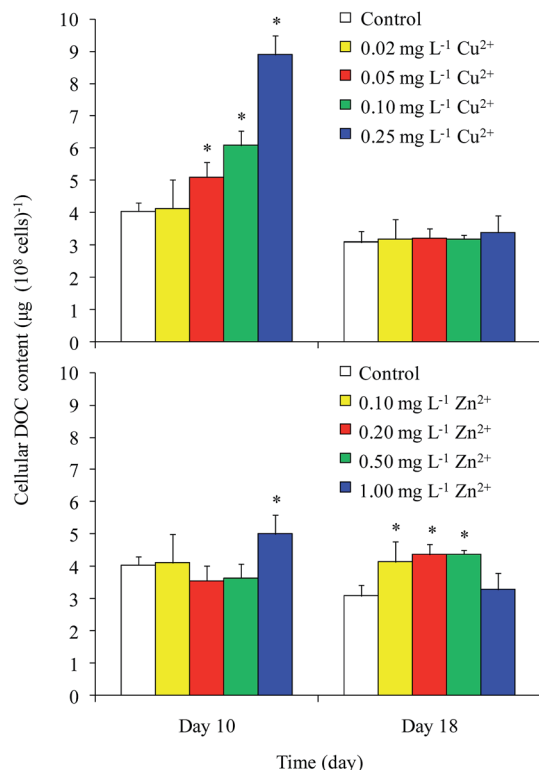 Cellular DOC content (µg (10⁸ cells)⁻¹)
10
9
8
7
6
5
4
3
2
1
0
Control
0.02 mg L⁻¹ Cu²⁺
0.05 mg L⁻¹ Cu²⁺
0.10 mg L⁻¹ Cu²⁺
0.25 mg L⁻¹ Cu²⁺
*
*
*
10
9
8
7
6
5
4
3
2
1
0
Control
0.10 mg L⁻¹ Zn²⁺
0.20 mg L⁻¹ Zn²⁺
0.50 mg L⁻¹ Zn²⁺
1.00 mg L⁻¹ Zn²⁺
*
* * *
Day 10 Day 18
Time (day)